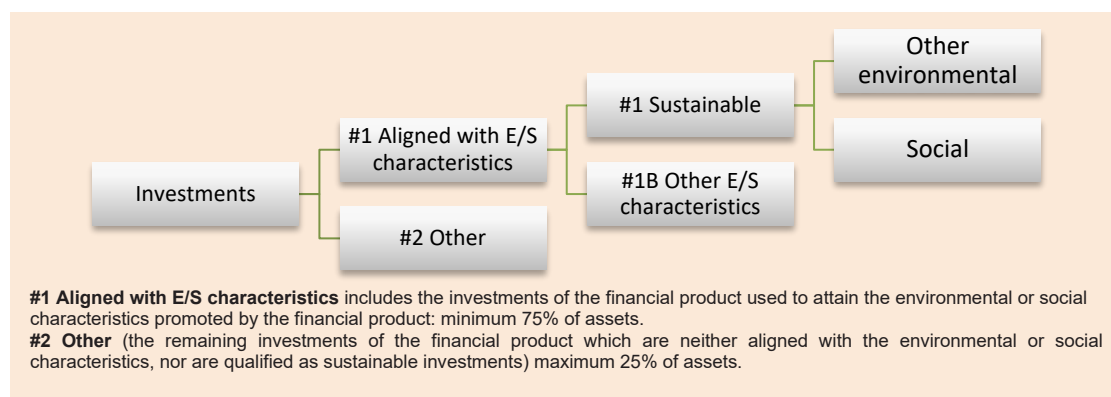 Other
environmental
#1 Sustainable
#1 Aligned with E/S
characteristics
Social
Investments
#1B Other E/S
characteristics
#2 Other
#1 Aligned with E/S characteristics includes the investments of the financial product used to attain the environmental or social
characteristics promoted by the financial product: minimum 75% of assets.
#2 Other (the remaining investments of the financial product which are neither aligned with the environmental or social
characteristics, nor are qualified as sustainable investments) maximum 25% of assets.